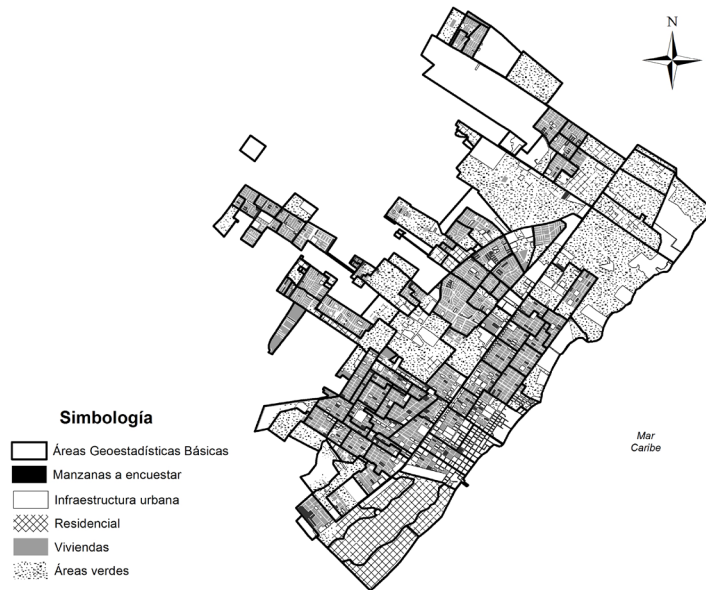 N
Mar
Caribe
Simbología
Áreas Geoestadísticas Básicas
Manzanas a encuestar
Infraestructura urbana
Residencial
Viviendas
Áreas verdes